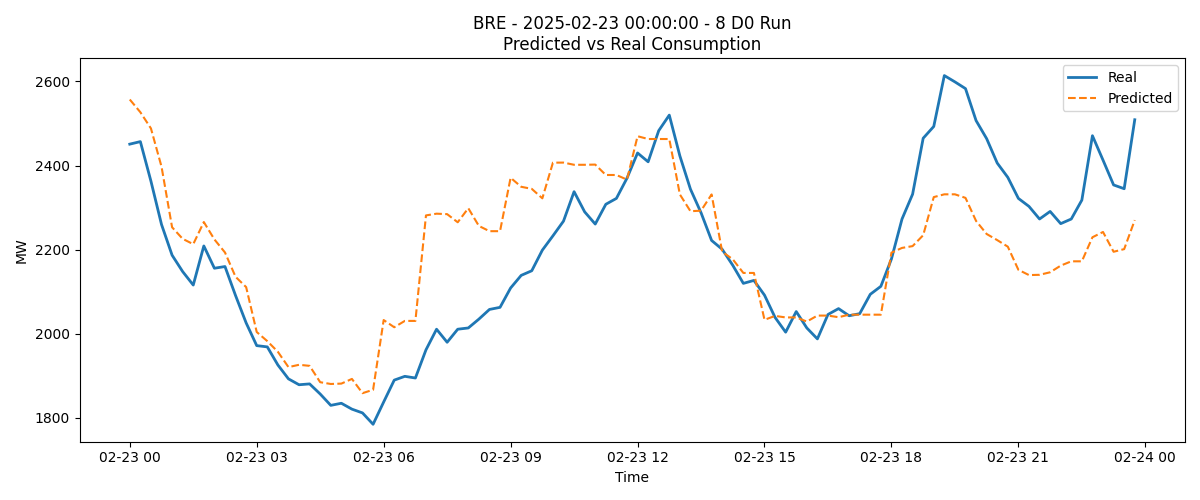 BRE - 2025-02-23 00:00:00 - 8 D0 Run
Predicted vs Real Consumption
Real
Predicted
MW
2600
2400
2200
2000
1800
02-23 00
02-23 03
02-23 06
02-23 09
02-23 12
02-23 15
02-23 18
02-23 21
02-24 00
Time